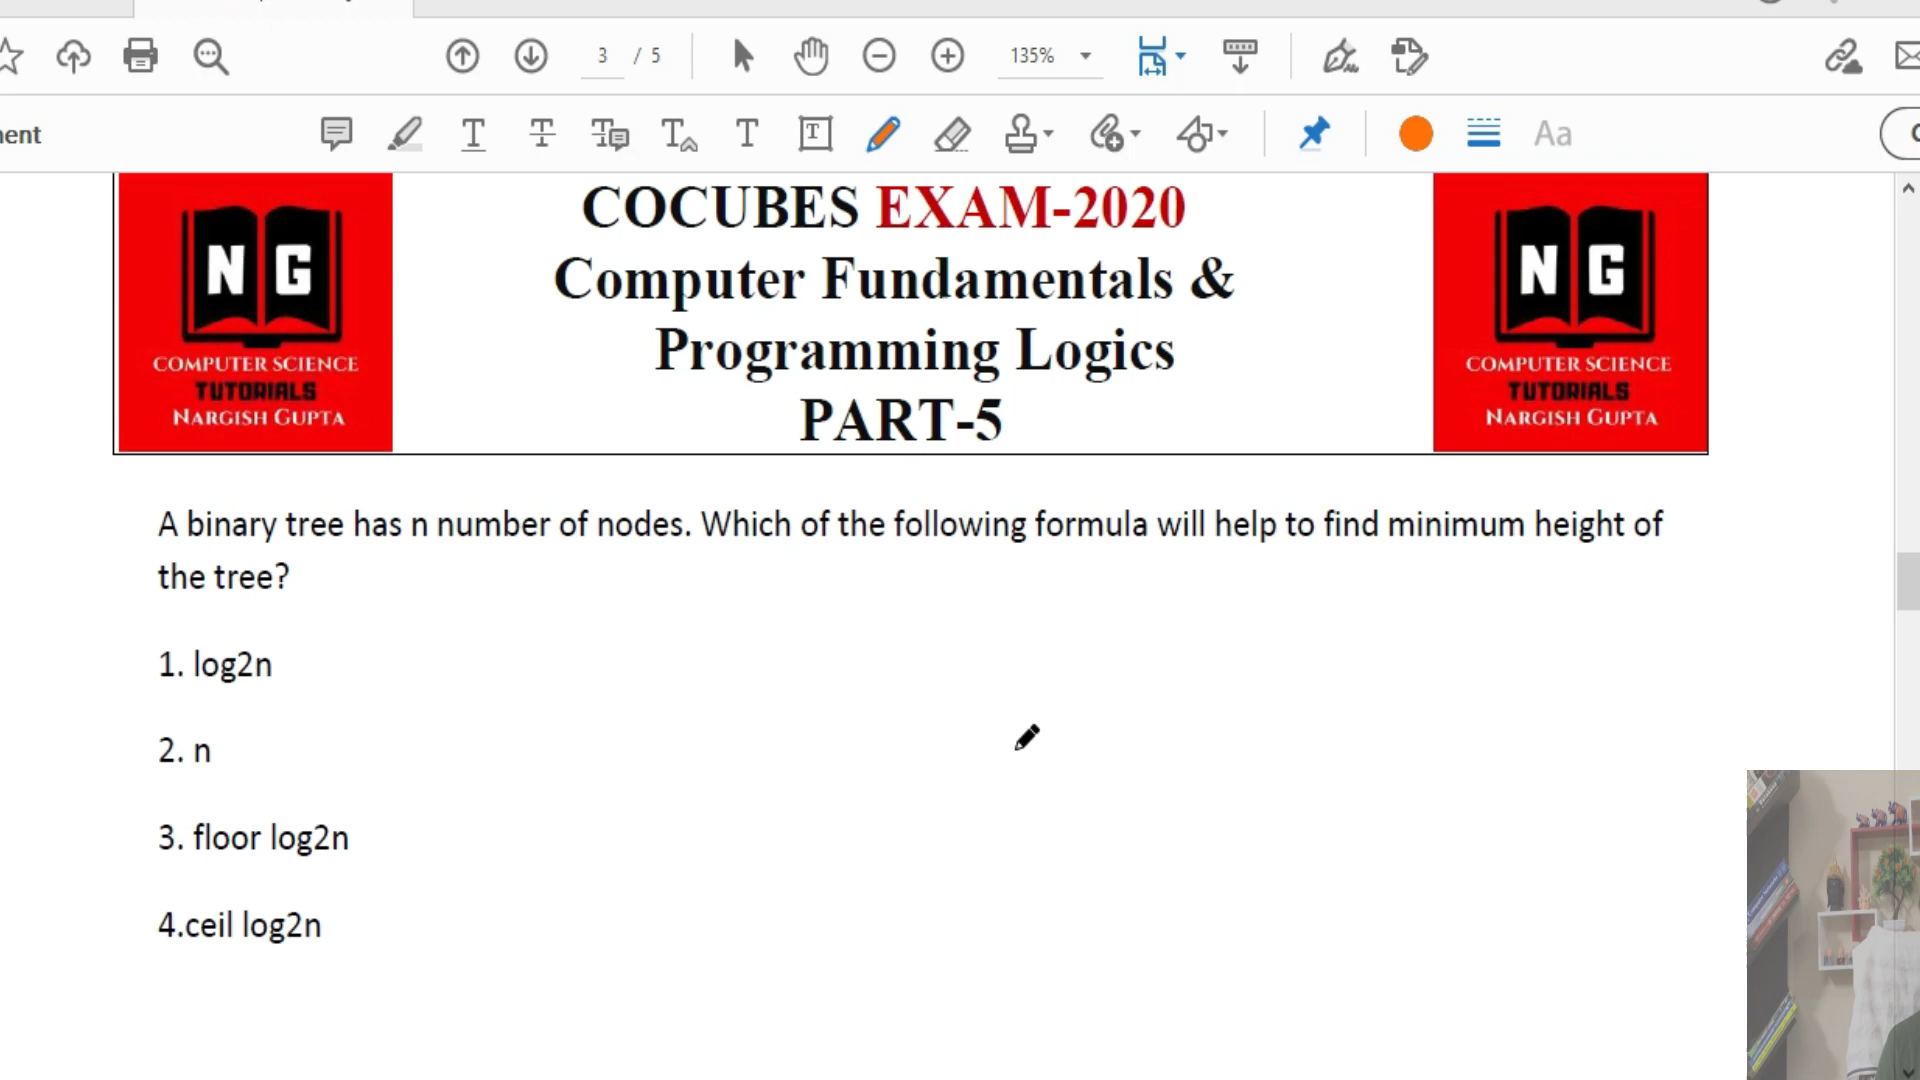 3 / 5
135%
ent
Aa
NG
COMPUTER SCIENCE
TUTORIALS
NARGISH GUPTA
COCUBES EXAM-2020
Computer Fundamentals &
Programming Logics
PART-5
NG
COMPUTER SCIENCE
TUTORIALS
NARGISH GUPTA
A binary tree has n number of nodes. Which of the following formula will help to find minimum height of
the tree?
1. log2n
2. n
3. floor log2n
4.ceil log2n